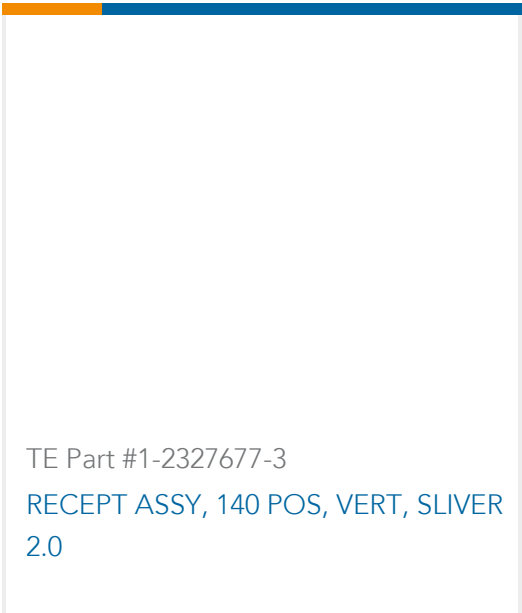 TE Part #1-2327677-3
RECEPT ASSY, 140 POS, VERT, SLIVER
2.0